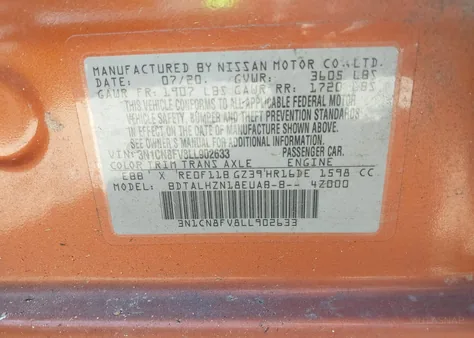 MANUFACTURED BY NISSAN MOTOR CO., LTD.
DATE: 07/20. GVWR: 3605 LBS
GAWR FR: 1907 LBS GAWR RR: 1720 LBS
THIS VEHICLE CONFORMS TO ALL APPLICABLE FEDERAL MOTOR
VEHICLE SAFETY, BUMPER AND THEFT PREVENTION STANDARDS
IN EFFECT ON THE DATE OF MANUFACTURE SHOWN ABOVE.
SEE OWNER MANUAL FOR ADDITIONAL INFORMATION.
VIN: 3N1CN8FV8LL902633 PASSENGER CAR.
COLOR TRIM TRANS AXLE ENGINE
EBB X RE0F11B GZ39 HR16DE 1598 CC
MODEL: BDTALHZN18EUAB-B-- 4Z000
3N1CN8FV8LL902633